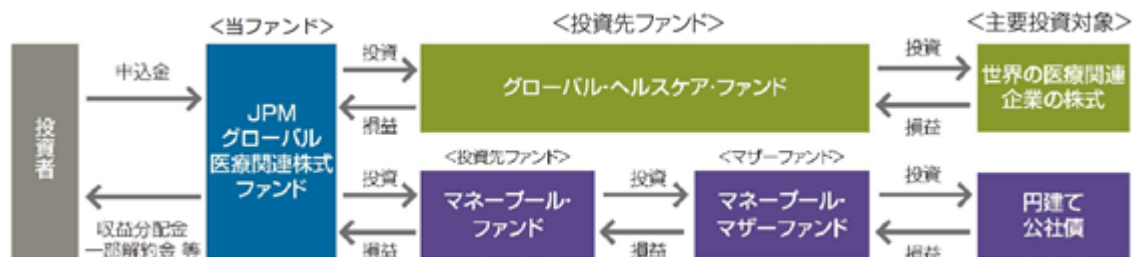 <当ファンド>
<投資先ファンド>
<主要投資対象>
投資者
申込金
収益分配金
一部解約金 等
JPM
グローバル
医療関連株式
ファンド
投資
損益
グローバル・ヘルスケア・ファンド
投資
損益
世界の医療関連
企業の株式
<投資先ファンド>
<マザーファンド>
投資
損益
マネープール・
ファンド
投資
損益
マネープール・
マザーファンド
投資
損益
円建て
公社債